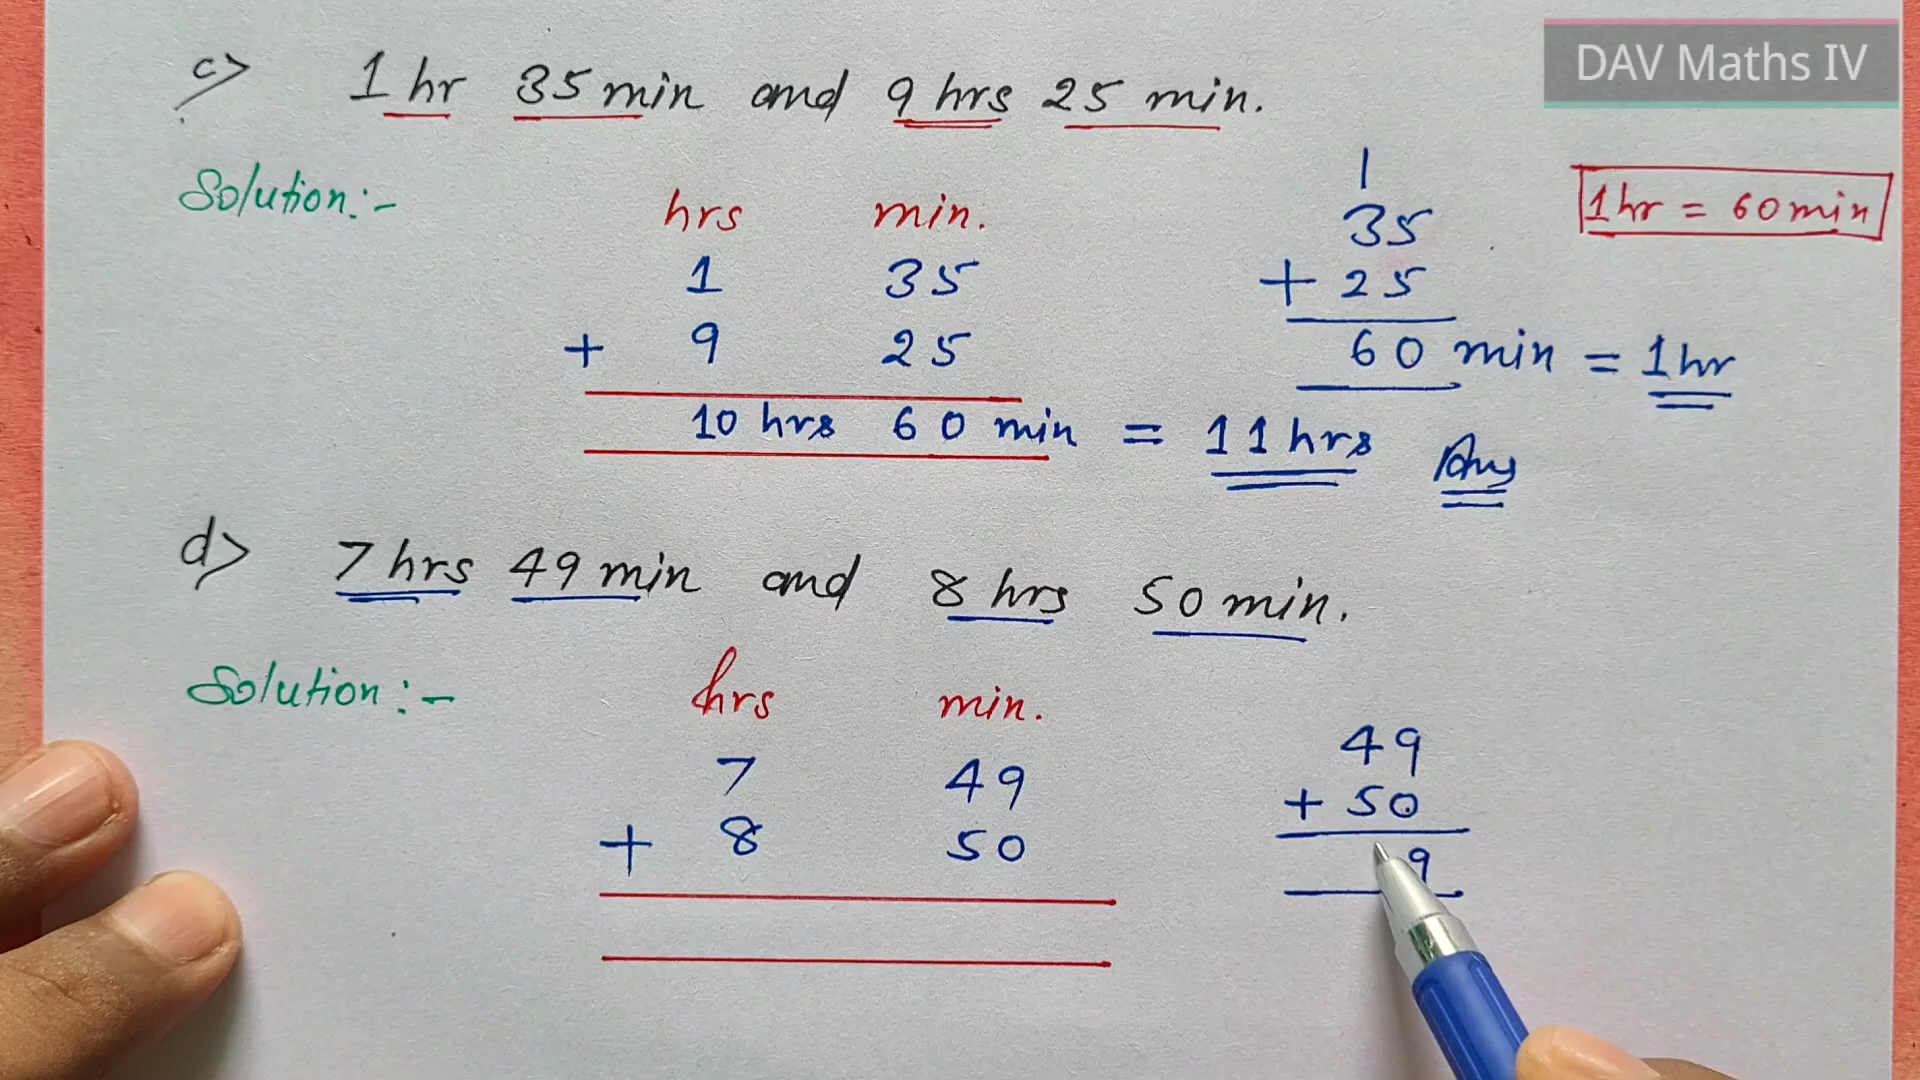 DAV Maths IV
c> 1 hr 35 min and 9 hrs 25 min.
1 hr = 60 min
Solution:-
hrs min.
1 35
+ 9 25
10 hrs 60 min = 11 hrs Ans
1
35
+ 25
60 min = 1 hr
d> 7 hrs 49 min and 8 hrs 50 min.
Solution:-
hrs min.
7 49
+ 8 50
49
+ 50
9